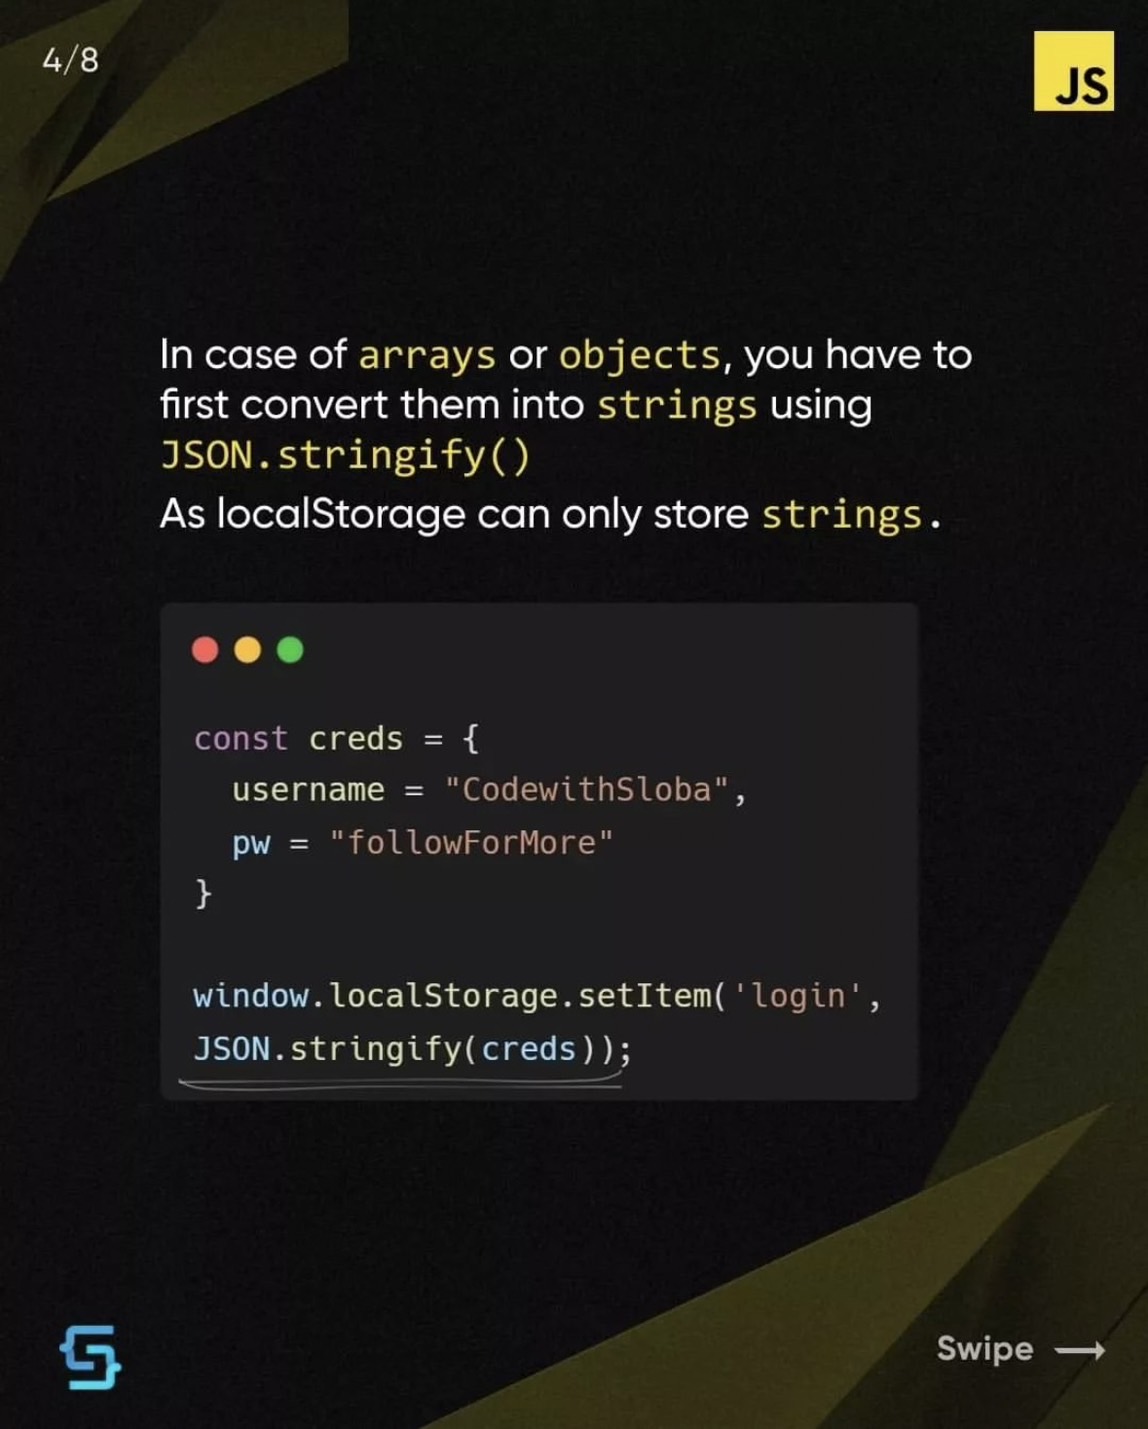 4/8
JS
In case of arrays or objects, you have to
first convert them into strings using
JSON.stringify()
As localStorage can only store strings.
const creds = {
  username = "CodewithSloba",
  pw = "followForMore"
}
window.localStorage.setItem('login',
JSON.stringify(creds));
Swipe